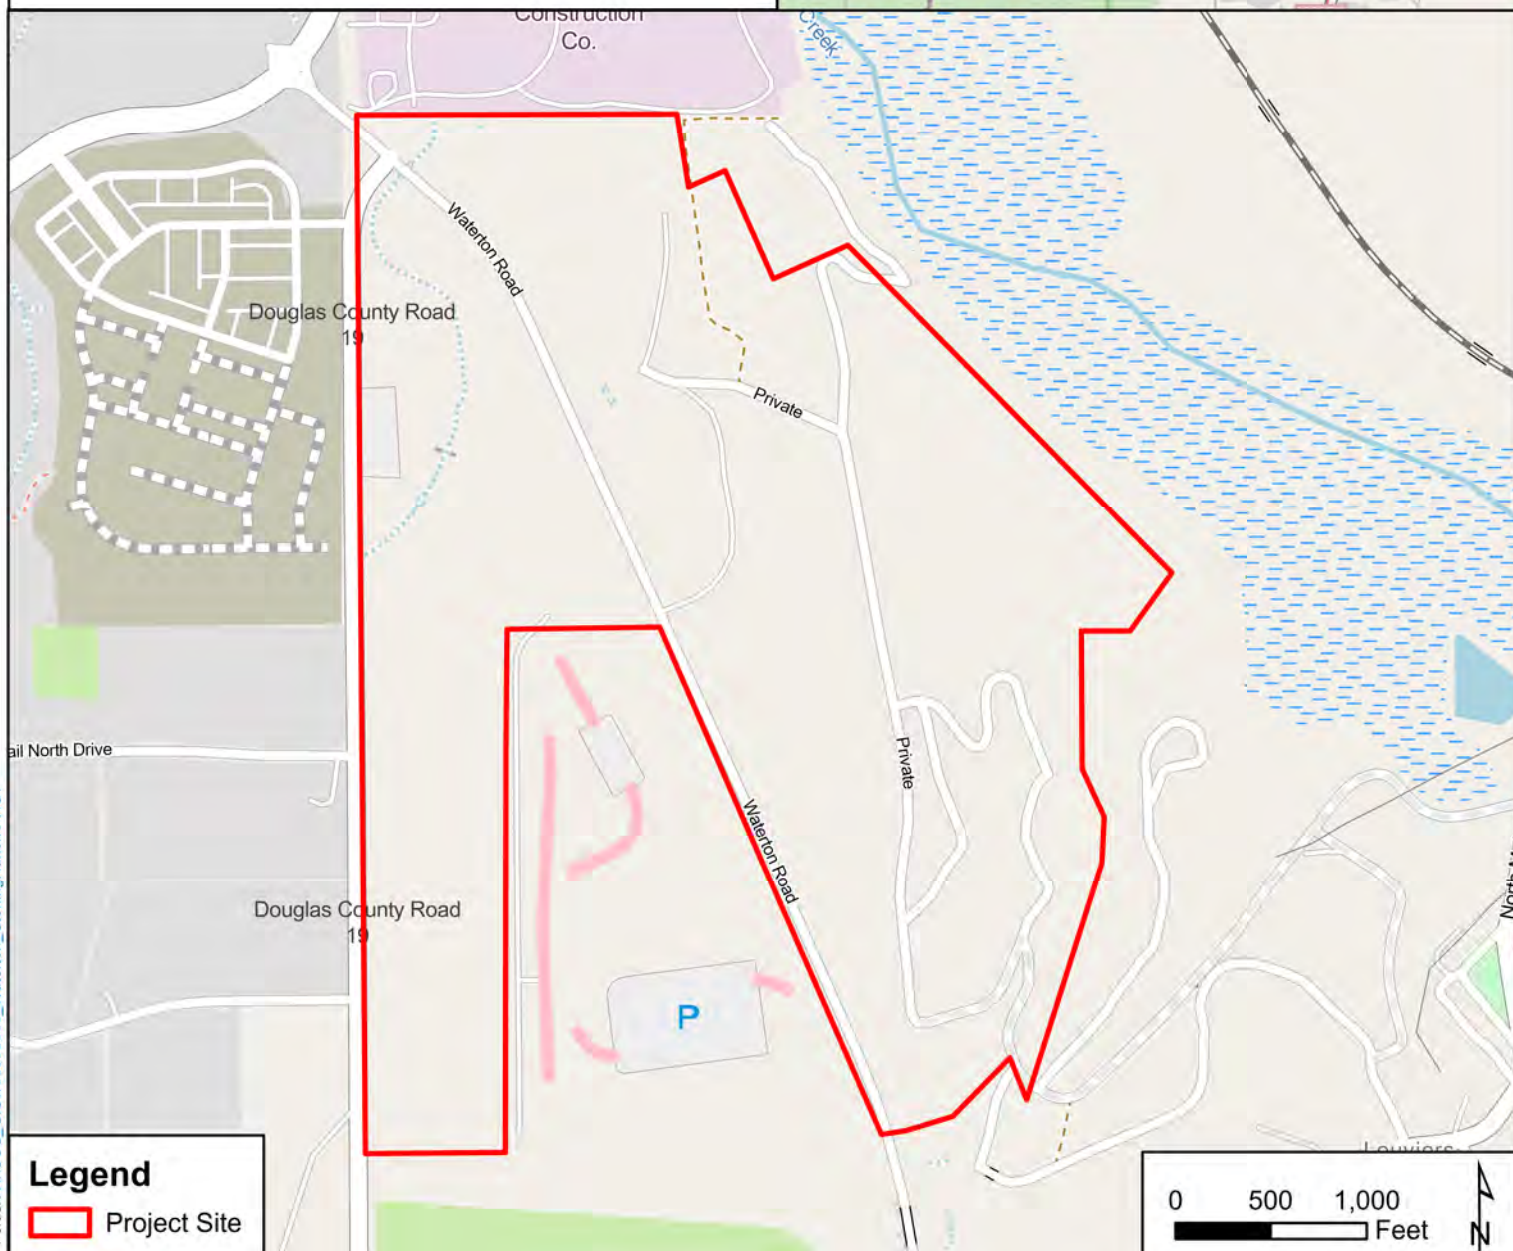 Construction
Co.
Creek
Waterton Road
Douglas County Road
19
Private
ail North Drive
Private
Waterton Road
Douglas County Road
19
P
Legend
Project Site
Louviers
0 500 1,000
Feet
N